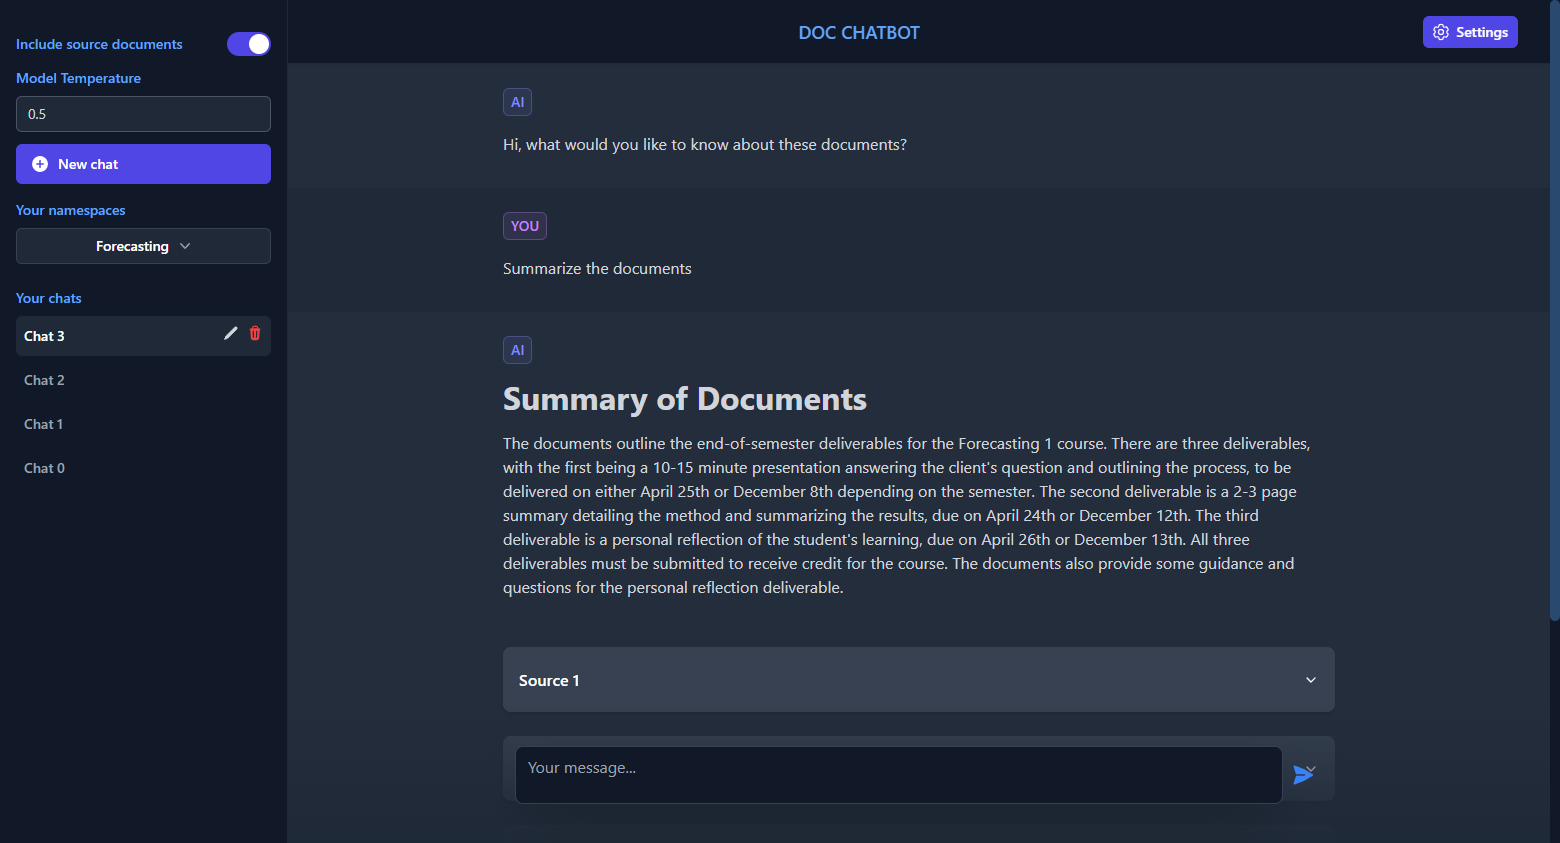 Include source documents
Model Temperature
0.5
New chat
Your namespaces
Forecasting
Your chats
Chat 3
Chat 2
Chat 1
Chat 0
DOC CHATBOT
Settings
AI
Hi, what would you like to know about these documents?
YOU
Summarize the documents
AI
Summary of Documents
The documents outline the end-of-semester deliverables for the Forecasting 1 course. There are three deliverables,
with the first being a 10-15 minute presentation answering the client's question and outlining the process, to be
delivered on either April 25th or December 8th depending on the semester. The second deliverable is a 2-3 page
summary detailing the method and summarizing the results, due on April 24th or December 12th. The third
deliverable is a personal reflection of the student's learning, due on April 26th or December 13th. All three
deliverables must be submitted to receive credit for the course. The documents also provide some guidance and
questions for the personal reflection deliverable.
Source 1
Your message...